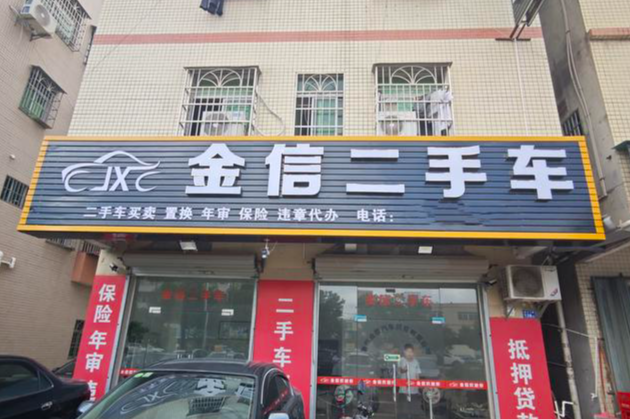 JXC
金信二手车
二手车买卖 置换 年审 保险 违章代办 电话：
金信二手车
金信二手车
保险年审
二手车
抵押贷款